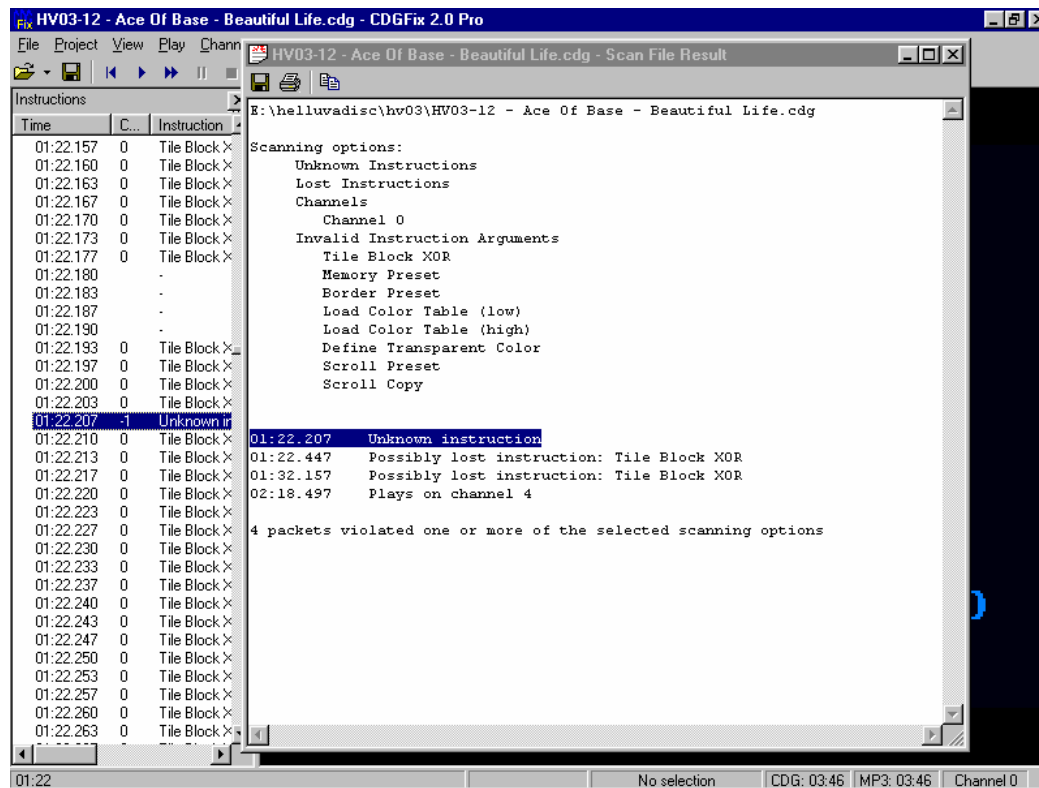 Fix HV03-12 - Ace Of Base - Beautiful Life.cdg - CDGFix 2.0 Pro
File Project View Play Chann
HV03-12 - Ace Of Base - Beautiful Life.cdg - Scan File Result
Instructions
Time C... Instruction
01:22.157 0 Tile Block X
01:22.160 0 Tile Block X
01:22.163 0 Tile Block X
01:22.167 0 Tile Block X
01:22.170 0 Tile Block X
01:22.173 0 Tile Block X
01:22.177 0 Tile Block X
01:22.180 -
01:22.183 -
01:22.187 -
01:22.190 -
01:22.193 0 Tile Block X
01:22.197 0 Tile Block X
01:22.200 0 Tile Block X
01:22.203 0 Tile Block X
01:22.207 -1 Unknown in
01:22.210 0 Tile Block X
01:22.213 0 Tile Block X
01:22.217 0 Tile Block X
01:22.220 0 Tile Block X
01:22.223 0 Tile Block X
01:22.227 0 Tile Block X
01:22.230 0 Tile Block X
01:22.233 0 Tile Block X
01:22.237 0 Tile Block X
01:22.240 0 Tile Block X
01:22.243 0 Tile Block X
01:22.247 0 Tile Block X
01:22.250 0 Tile Block X
01:22.253 0 Tile Block X
01:22.257 0 Tile Block X
01:22.260 0 Tile Block X
01:22.263 0 Tile Block X
E:\helluvadisc\hv03\HV03-12 - Ace Of Base - Beautiful Life.cdg
Scanning options:
Unknown Instructions
Lost Instructions
Channels
Channel 0
Invalid Instruction Arguments
Tile Block XOR
Memory Preset
Border Preset
Load Color Table (low)
Load Color Table (high)
Define Transparent Color
Scroll Preset
Scroll Copy
01:22.207 Unknown instruction
01:22.447 Possibly lost instruction: Tile Block XOR
01:32.157 Possibly lost instruction: Tile Block XOR
02:18.497 Plays on channel 4
4 packets violated one or more of the selected scanning options
01:22 No selection CDG: 03:46 MP3: 03:46 Channel 0